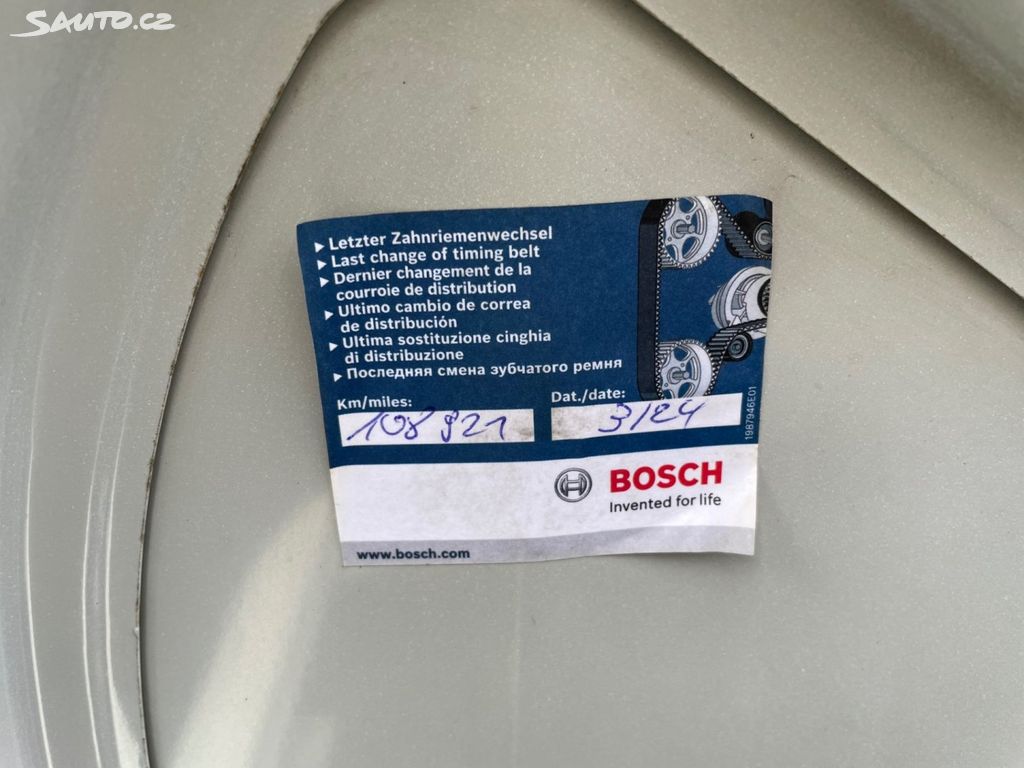 SAUTO.CZ
▸ Letzter Zahnriemenwechsel
▸ Last change of timing belt
▸ Dernier changement de la
courroie de distribution
▸ Ultimo cambio de correa
de distribución
▸ Ultima sostituzione cinghia
di distribuzione
▸ Последняя смена зубчатого ремня
Km/miles: Dat./date:
108 921 3/24
1987946E01
BOSCH
Invented for life
www.bosch.com